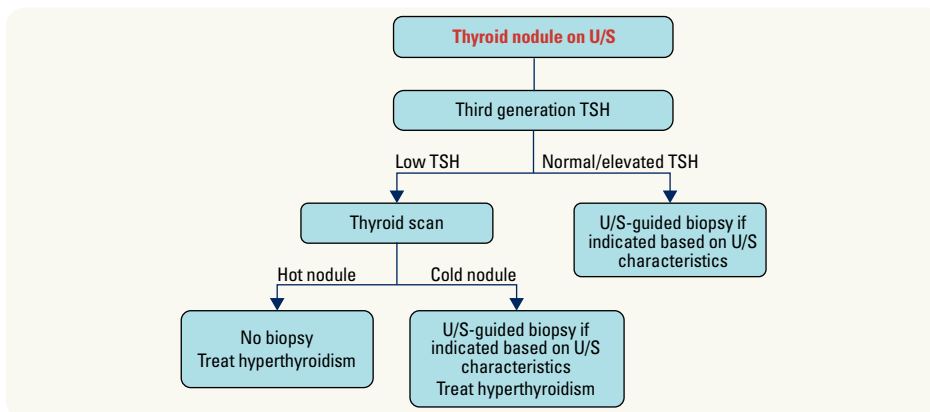 Thyroid nodule on U/S
Third generation TSH
Low TSH
Normal/elevated TSH
Thyroid scan
U/S-guided biopsy if
indicated based on U/S
characteristics
Hot nodule
Cold nodule
No biopsy
Treat hyperthyroidism
U/S-guided biopsy if
indicated based on U/S
characteristics
Treat hyperthyroidism